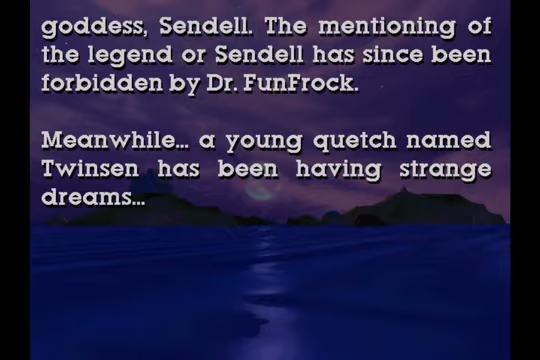 goddess, Sendell. The mentioning of
the legend or Sendell has since been
forbidden by Dr. FunFrock.
Meanwhile... a young quetch named
Twinsen has been having strange
dreams...